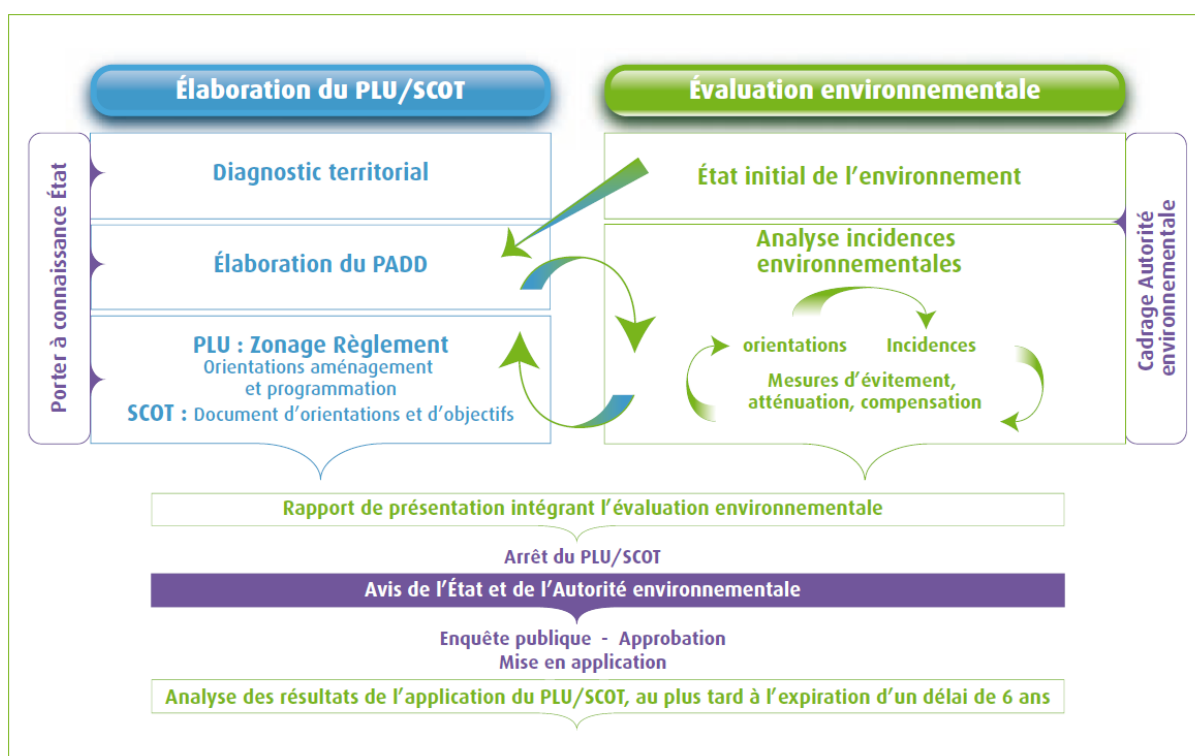 Élaboration du PLU/SCOT
Évaluation environnementale
Porter à connaissance État
Diagnostic territorial
Élaboration du PADD
PLU : Zonage Règlement
Orientations aménagement
et programmation
SCOT : Document d'orientations et d'objectifs
État initial de l'environnement
Analyse incidences
environnementales
orientations
Incidences
Mesures d'évitement,
atténuation, compensation
Cadrage Autorité
environnementale
Rapport de présentation intégrant l'évaluation environnementale
Arrêt du PLU/SCOT
Avis de l'État et de l'Autorité environnementale
Enquête publique - Approbation
Mise en application
Analyse des résultats de l'application du PLU/SCOT, au plus tard à l'expiration d'un délai de 6 ans